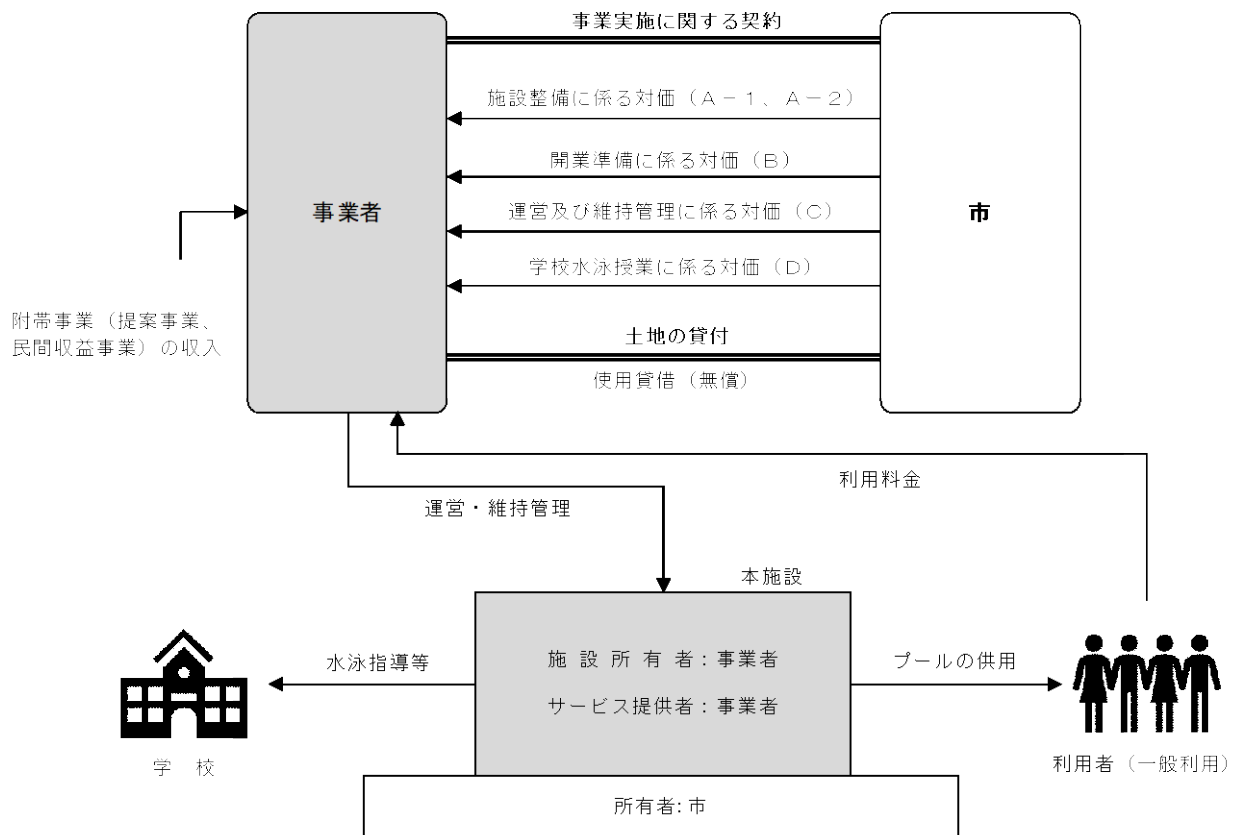 事業実施に関する契約
施設整備に係る対価（Ａ－１、Ａ－２）
開業準備に係る対価（Ｂ）
事業者
運営及び維持管理に係る対価（Ｃ）
市
学校水泳授業に係る対価（Ｄ）
附帯事業（提案事業、
民間収益事業）の収入
土地の貸付
使用貸借（無償）
利用料金
運営・維持管理
本施設
水泳指導等
施設所有者：事業者
サービス提供者：事業者
プールの供用
学　校
利用者（一般利用）
所有者：市